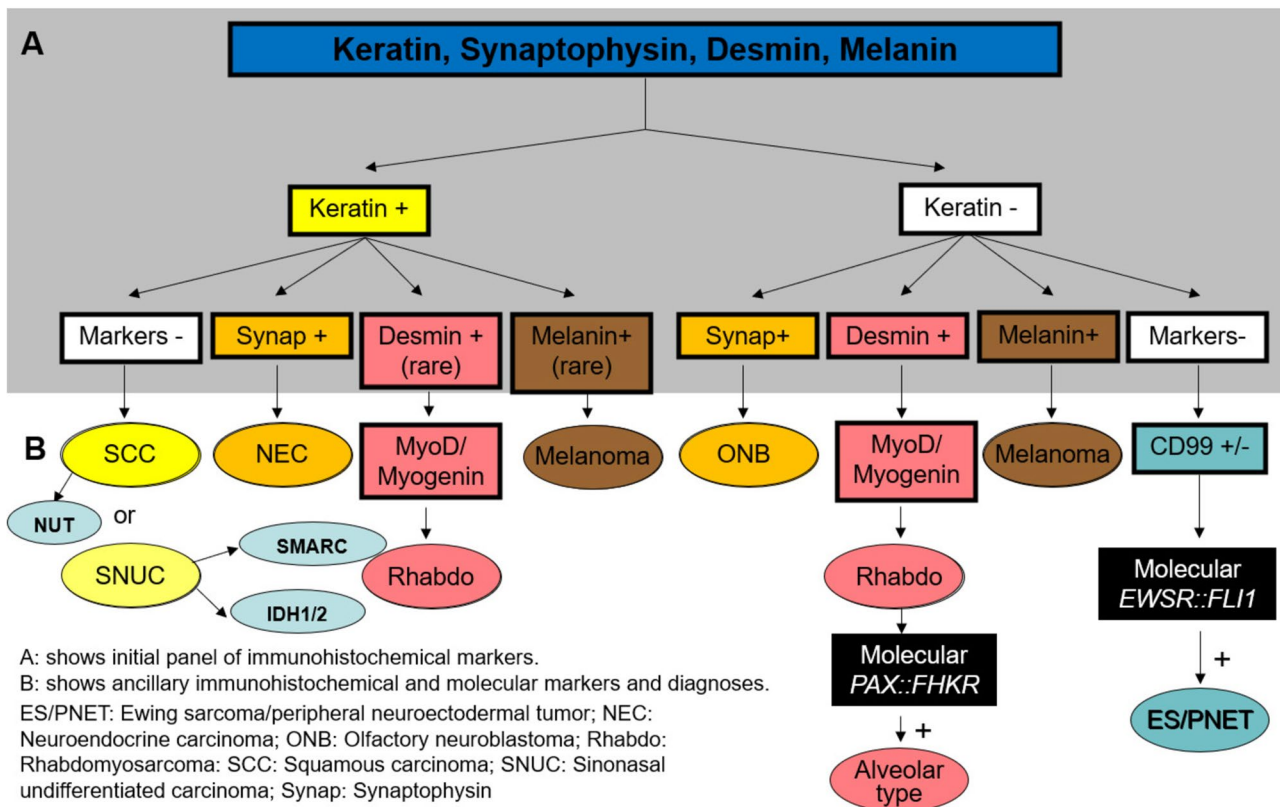 A
Keratin, Synaptophysin, Desmin, Melanin
Keratin +
Keratin -
Markers -
Synap +
Desmin +
(rare)
Melanin+
(rare)
Synap+
Desmin +
Melanin+
Markers-
B
SCC
NEC
MyoD/
Myogenin
Melanoma
ONB
MyoD/
Myogenin
Melanoma
CD99 +/-
NUT
or
SNUC
SMARC
IDH1/2
Rhabdo
Rhabdo
Molecular
EWSR::FLI1
+
ES/PNET
Molecular
PAX::FHKR
+
Alveolar
type
A: shows initial panel of immunohistochemical markers.
B: shows ancillary immunohistochemical and molecular markers and diagnoses.
ES/PNET: Ewing sarcoma/peripheral neuroectodermal tumor; NEC:
Neuroendocrine carcinoma; ONB: Olfactory neuroblastoma; Rhabdo:
Rhabdomyosarcoma: SCC: Squamous carcinoma; SNUC: Sinonasal
undifferentiated carcinoma; Synap: Synaptophysin